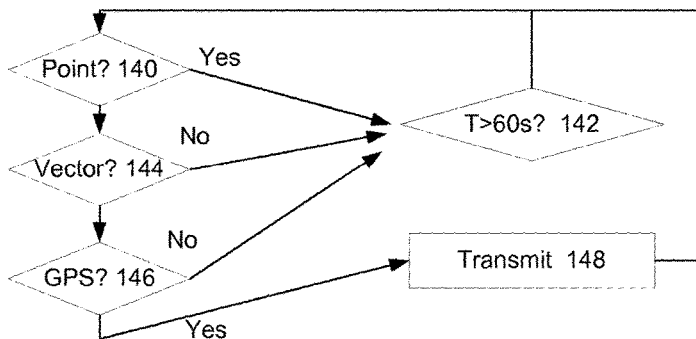 Point? 140
Yes
T>60s? 142
No
Vector? 144
No
GPS? 146
Transmit 148
Yes